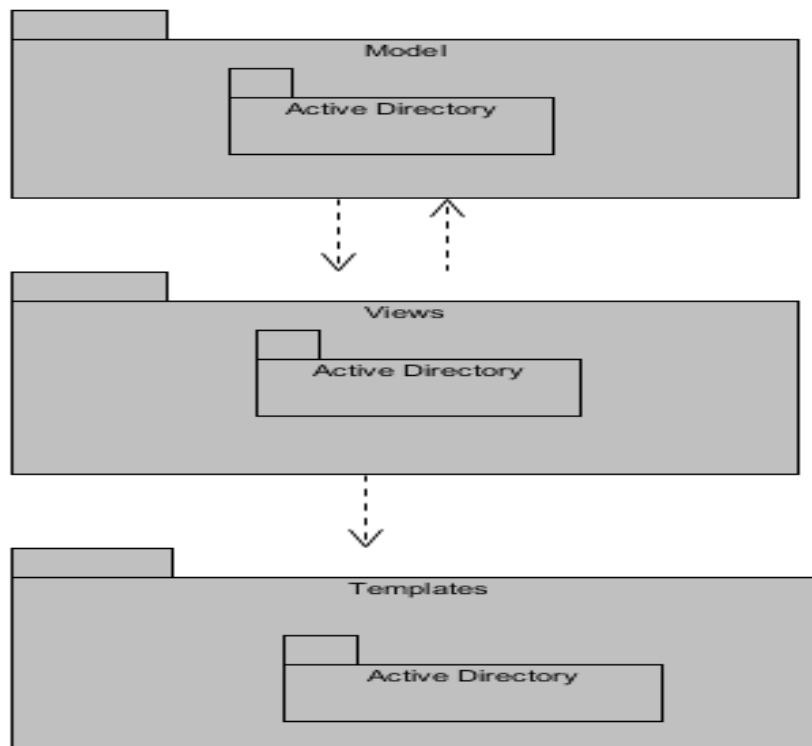 Model
Active Directory
Views
Active Directory
Templates
Active Directory